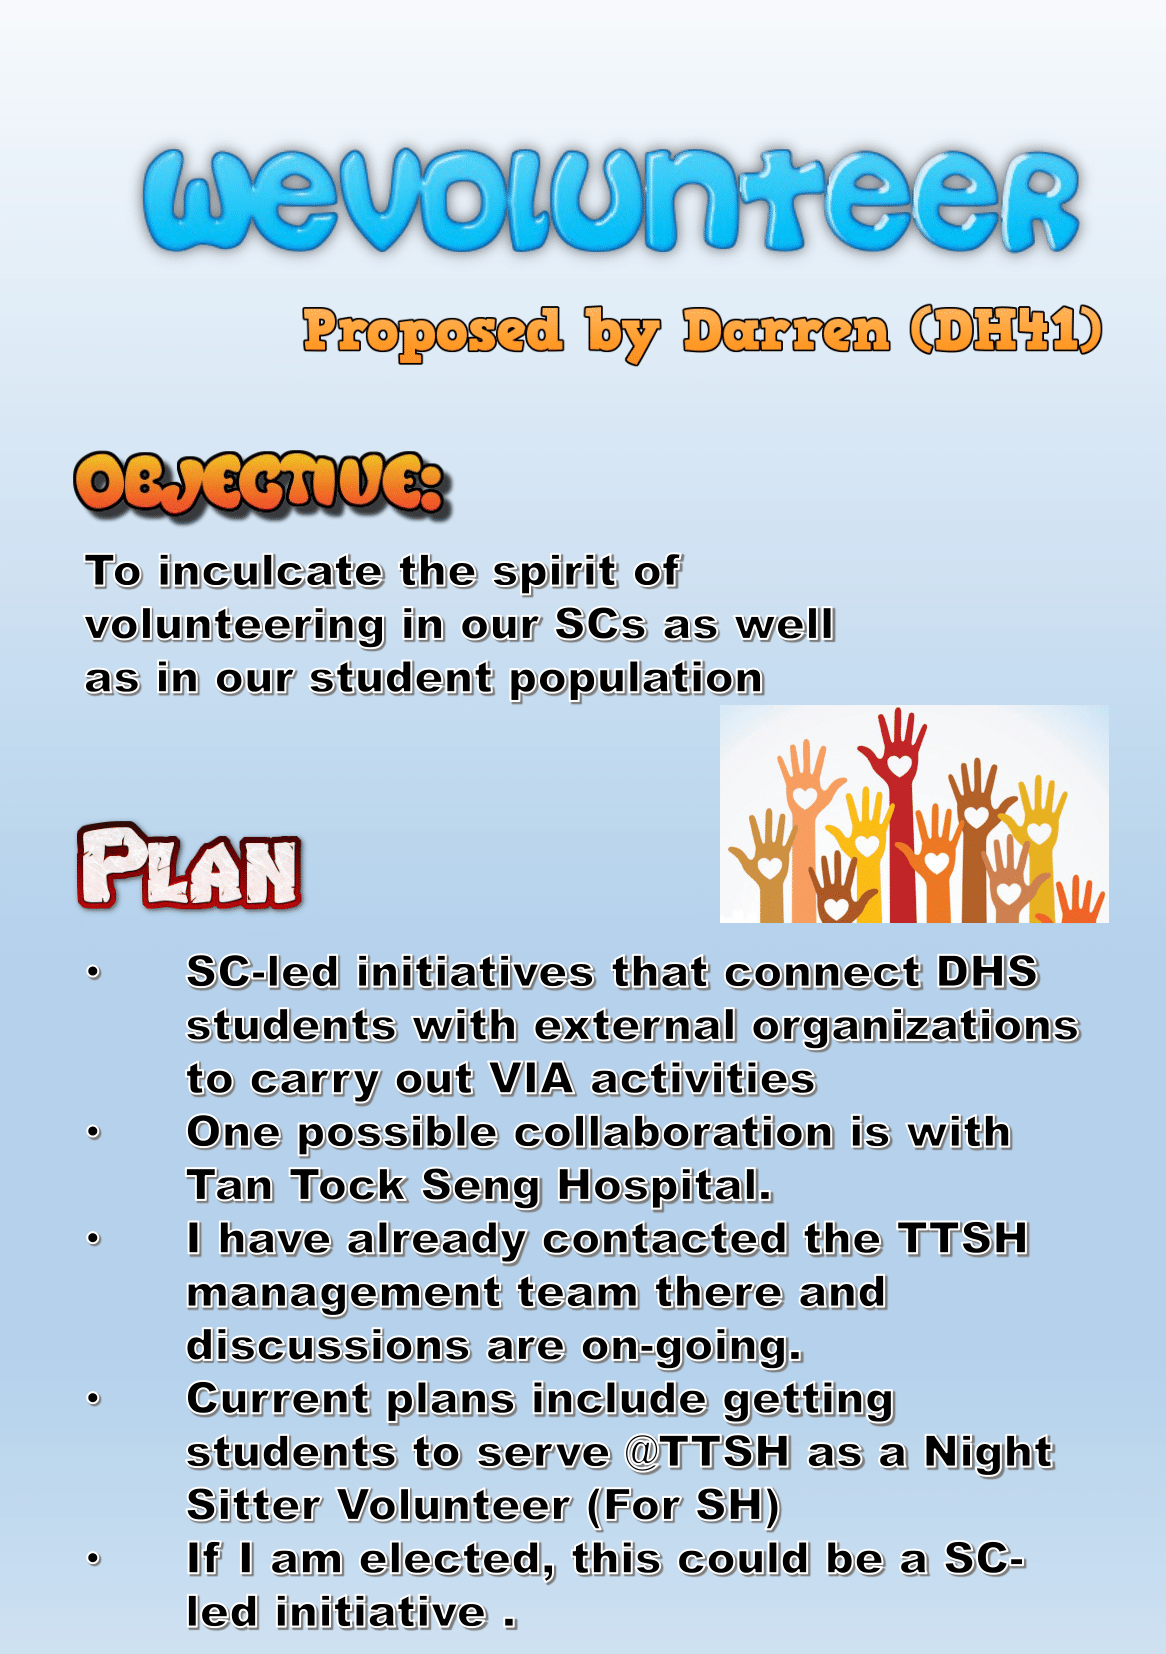 WEVOLUNTEER
Proposed by Darren (DH41)
OBJECTIVE:
To inculcate the spirit of
volunteering in our SCs as well
as in our student population
PLAN
• SC-led initiatives that connect DHS
students with external organizations
to carry out VIA activities
• One possible collaboration is with
Tan Tock Seng Hospital.
• I have already contacted the TTSH
management team there and
discussions are on-going.
• Current plans include getting
students to serve @TTSH as a Night
Sitter Volunteer (For SH)
• If I am elected, this could be a SC-
led initiative .